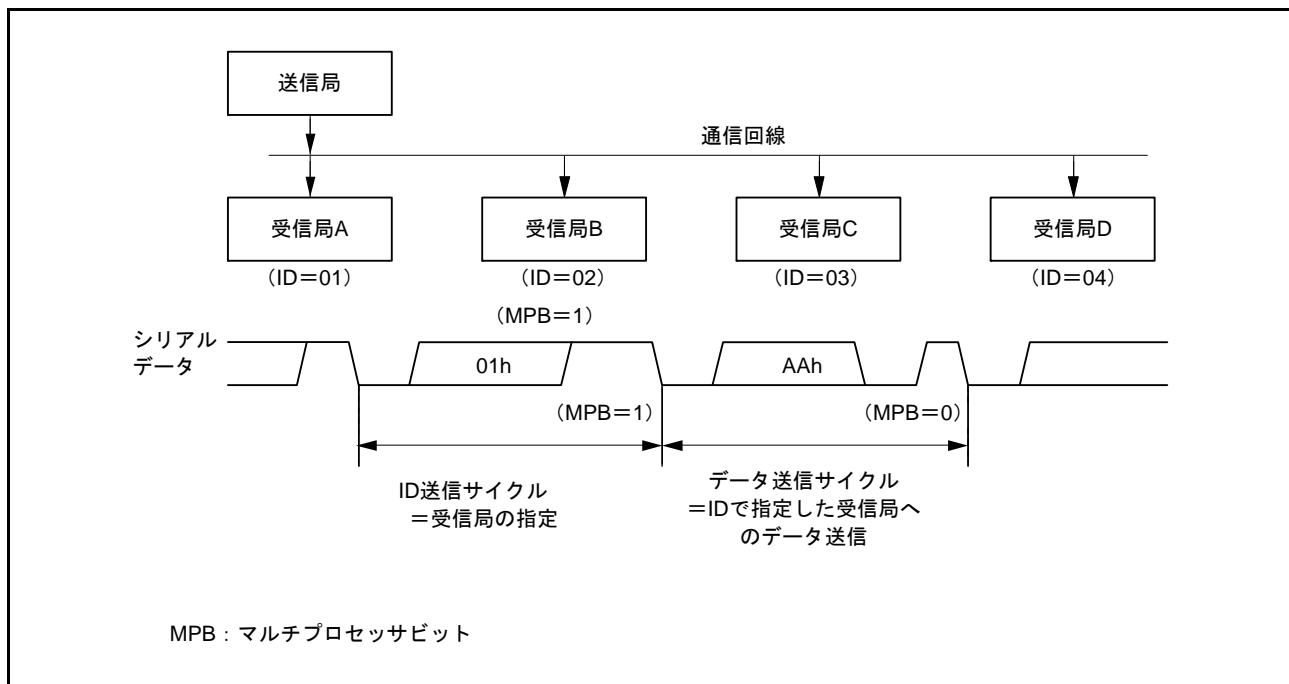 送信局
通信回線
受信局A
受信局B
受信局C
受信局D
（ID＝01）
（ID＝02）
（ID＝03）
（ID＝04）
（MPB＝1）
シリアル
データ
01h
AAh
（MPB＝1）
（MPB＝0）
ID送信サイクル
＝受信局の指定
データ送信サイクル
＝IDで指定した受信局へ
のデータ送信
MPB：マルチプロセッサビット